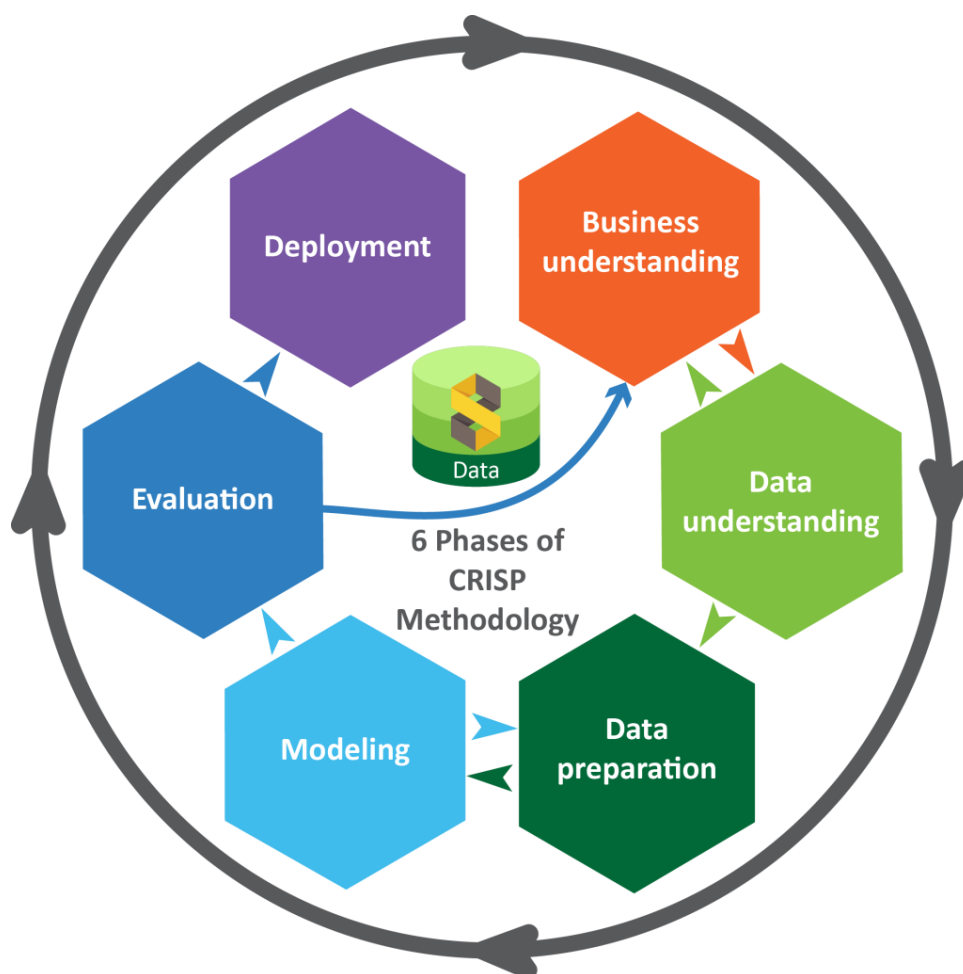 Deployment
Business
understanding
Data
Evaluation
Data
understanding
6 Phases of
CRISP
Methodology
Modeling
Data
preparation